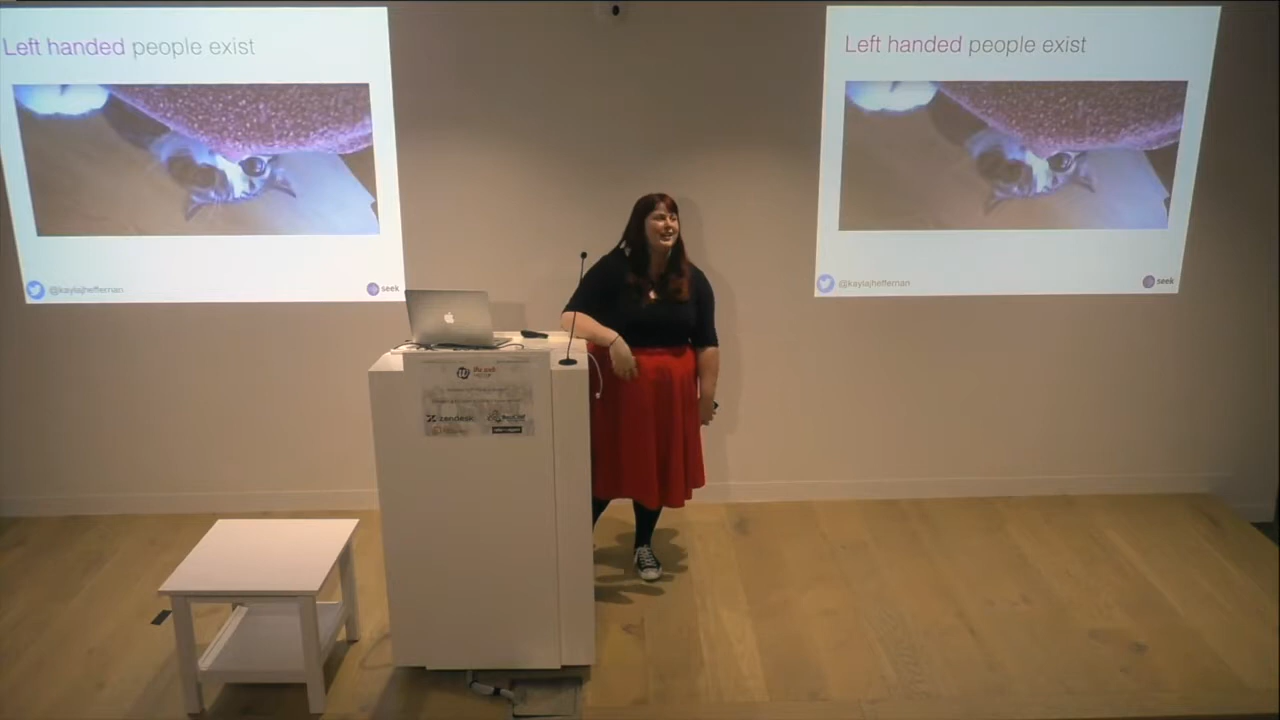 Left handed people exist
@kaylajheffernan
seek
Left handed people exist
@kaylajheffernan
seek
zendesk